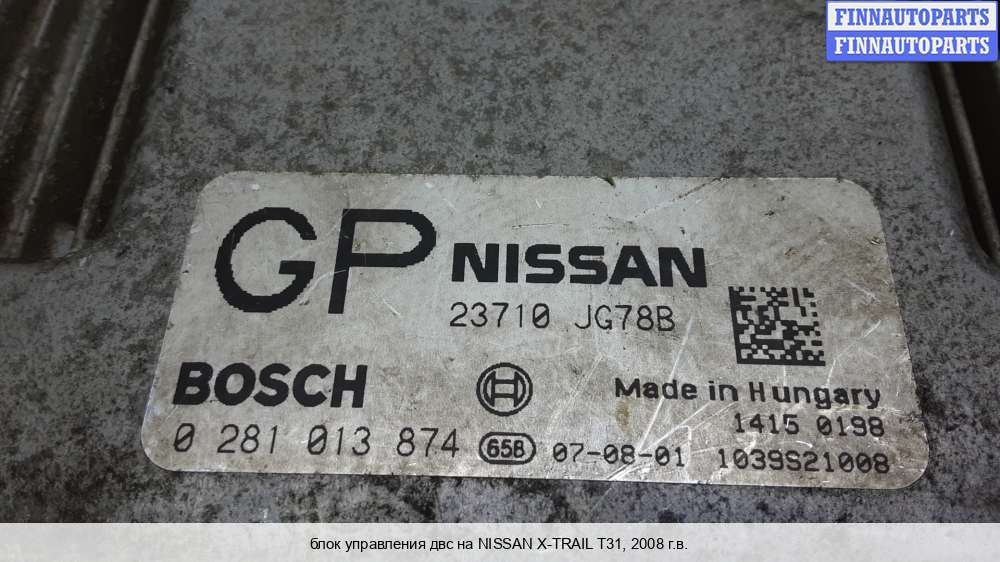 FINNAUTOPARTS
FINNAUTOPARTS
GP NISSAN
23710 JG78B
BOSCH
Made in Hungary
1415 0198
0 281 013 874 65B 07-08-01 1039S21008
блок управления двс на NISSAN X-TRAIL T31, 2008 г.в.